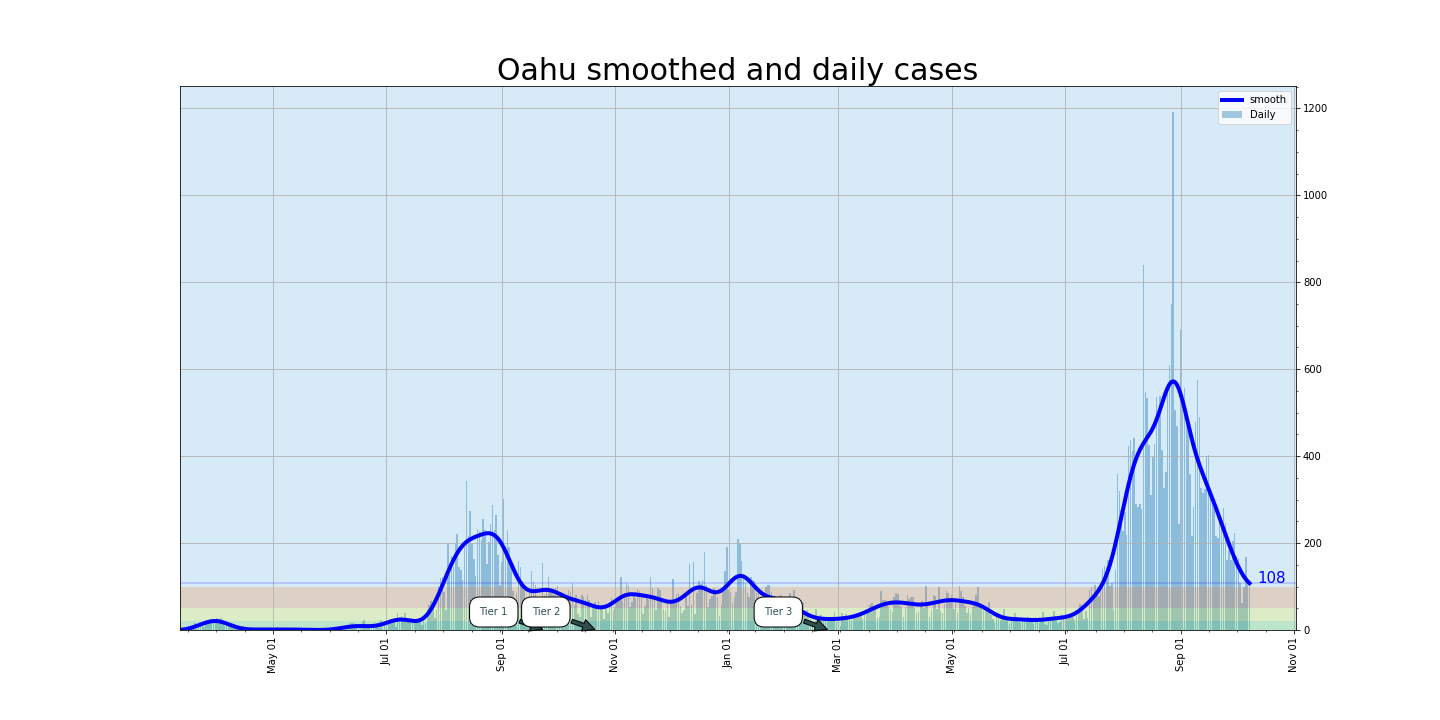 Oahu smoothed and daily cases
smooth
Daily
1200
1000
800
600
400
200
0
108
Tier 1
Tier 2
Tier 3
May 01
Jul 01
Sep 01
Nov 01
Jan 01
Mar 01
May 01
Jul 01
Sep 01
Nov 01